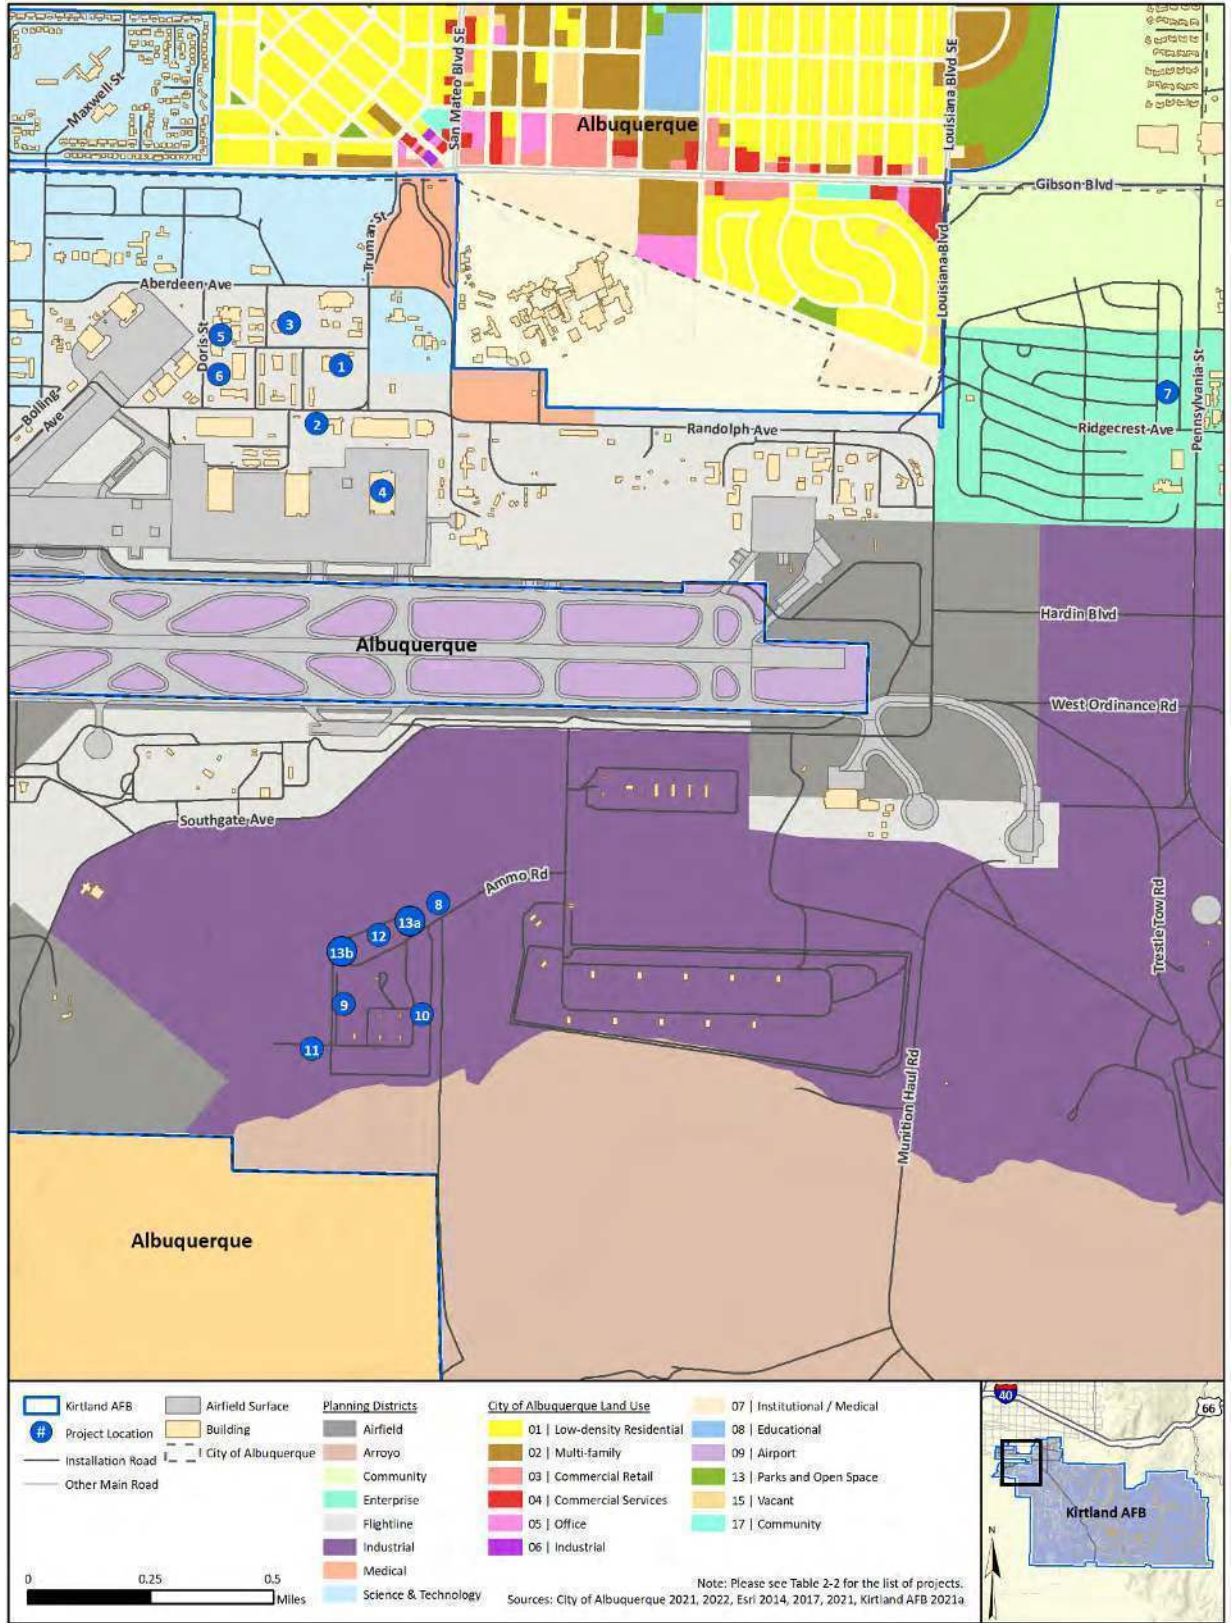 Maxwell St
San Mateo Blvd SE
Albuquerque
Louisiana Blvd SE
Gibson Blvd
Truman St
Aberdeen Ave
Louisiana Blvd
Doris St
5
3
6
1
Pennsylvania St
7
Bolling Ave
2
Randolph Ave
Ridgecrest Ave
4
Hardin Blvd
Albuquerque
West Ordinance Rd
Southgate Ave
Ammo Rd
8
13a
12
13b
Trestle Tow Rd
9
10
11
Munition Haul Rd
Albuquerque
Kirtland AFB
# Project Location
Installation Road
Other Main Road
Airfield Surface
Building
City of Albuquerque
Planning Districts
Airfield
Arroyo
Community
Enterprise
Flightline
Industrial
Medical
Science & Technology
City of Albuquerque Land Use
01 | Low-density Residential
02 | Multi-family
03 | Commercial Retail
04 | Commercial Services
05 | Office
06 | Industrial
07 | Institutional / Medical
08 | Educational
09 | Airport
13 | Parks and Open Space
15 | Vacant
17 | Community
0 0.25 0.5
Miles
Note: Please see Table 2-2 for the list of projects.
Sources: City of Albuquerque 2021, 2022, Esri 2014, 2017, 2021, Kirtland AFB 2021a
40
66
Kirtland AFB
N